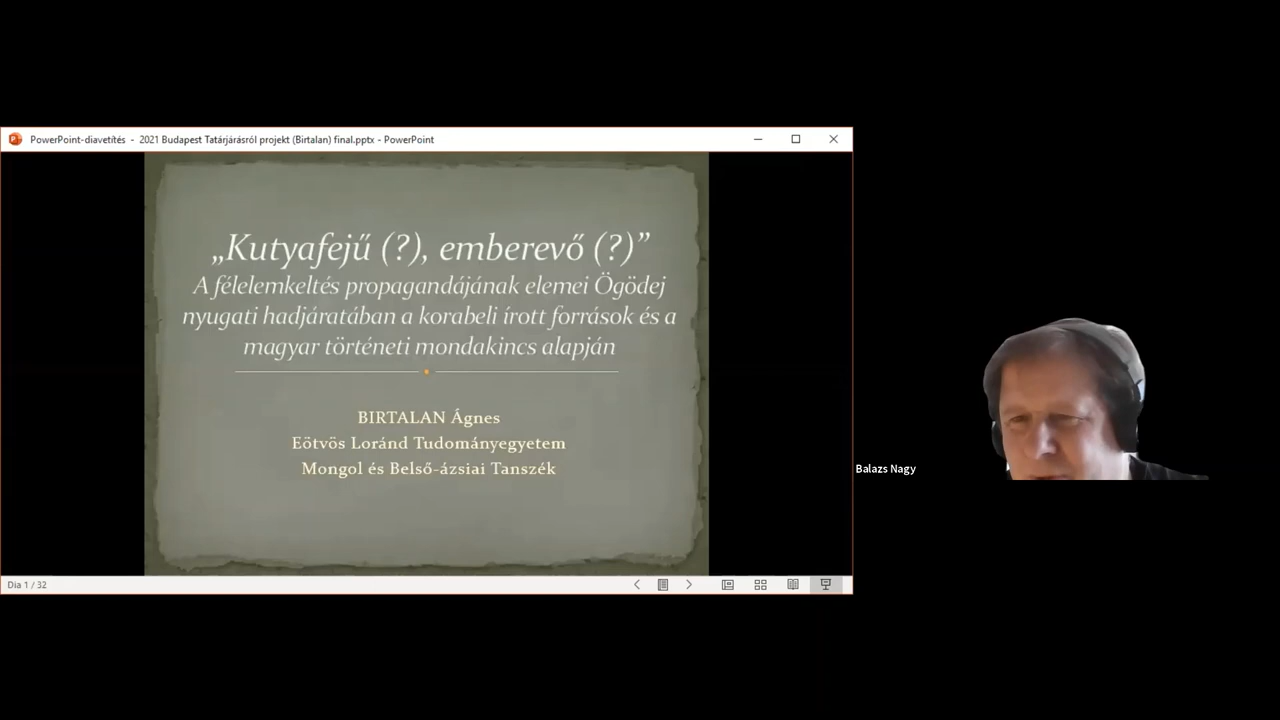 PowerPoint-diavetítés - 2021 Budapest Tatárjárásról projekt (Birtalan) final.pptx - PowerPoint
„Kutyafejű (?), emberevő (?)”
A félelemkeltés propagandájának elemei Ögödej
nyugati hadjáratában a korabeli írott források és a
magyar történeti mondakincs alapján
BIRTALAN Ágnes
Eötvös Loránd Tudományegyetem
Mongol és Belső-ázsiai Tanszék
Balazs Nagy
Dia 1 / 32